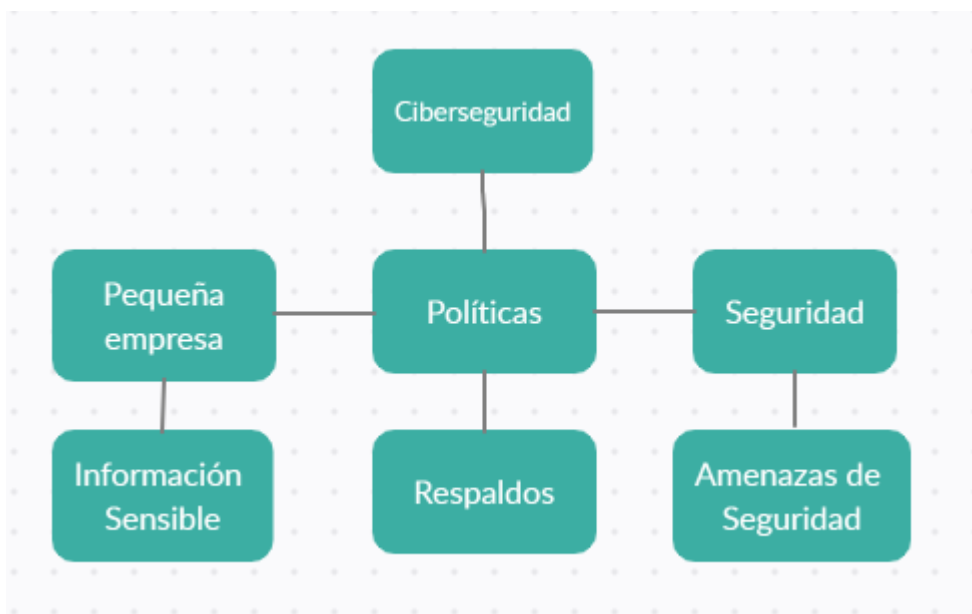 Ciberseguridad
Pequeña
empresa
Políticas
Seguridad
Información
Sensible
Respaldos
Amenazas de
Seguridad